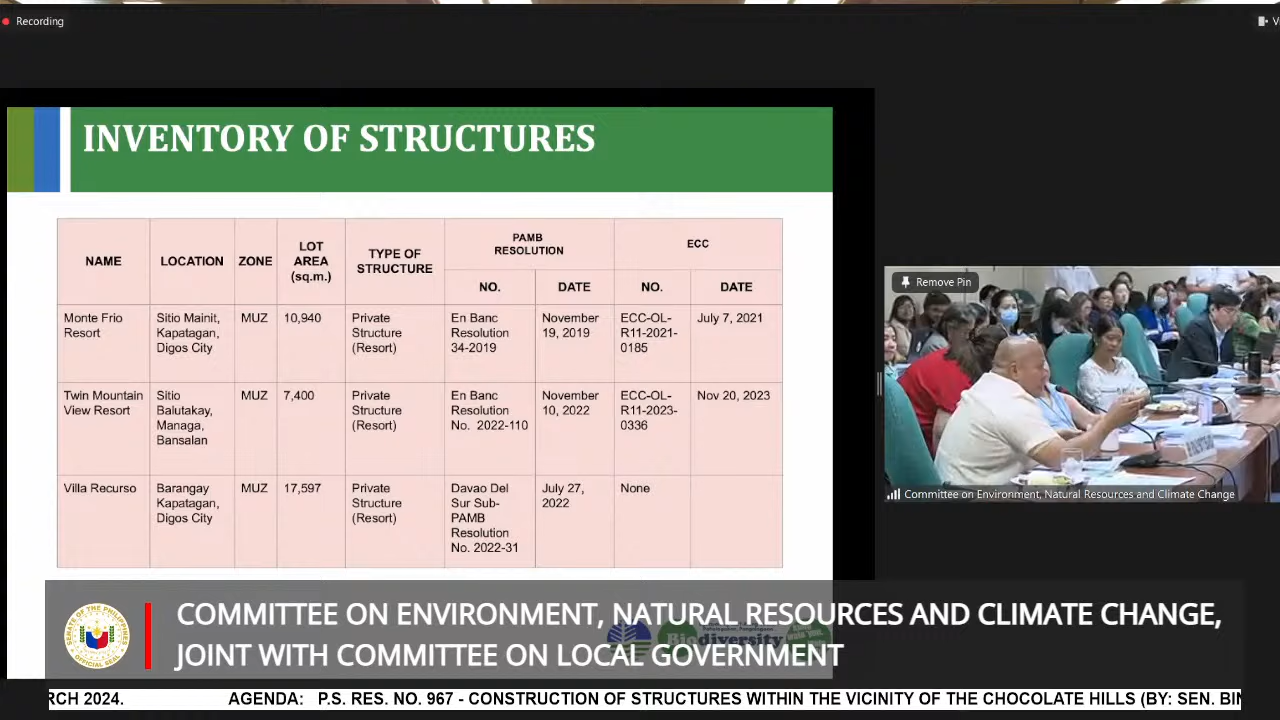 Recording
INVENTORY OF STRUCTURES
NAME
LOCATION
ZONE
LOT
AREA
(sq.m.)
TYPE OF
STRUCTURE
PAMB
RESOLUTION
ECC
NO.
DATE
NO.
DATE
Monte Frio
Resort
Sitio Mainit,
Kapatagan,
Digos City
MUZ
10,940
Private
Structure
(Resort)
En Banc
Resolution
34-2019
November
19, 2019
ECC-OL-
R11-2021-
0185
July 7, 2021
Twin Mountain
View Resort
Sitio
Balutakay,
Managa,
Bansalan
MUZ
7,400
Private
Structure
(Resort)
En Banc
Resolution
No. 2022-110
November
10, 2022
ECC-OL-
R11-2023-
0336
Nov 20, 2023
Villa Recurso
Barangay
Kapatagan,
Digos City
MUZ
17,597
Private
Structure
(Resort)
Davao Del
Sur Sub-
PAMB
Resolution
No. 2022-31
July 27,
2022
None
Remove Pin
Committee on Environment, Natural Resources and Climate Change
SENATE OF THE PHILIPPINES
OFFICIAL SEAL
COMMITTEE ON ENVIRONMENT, NATURAL RESOURCES AND CLIMATE CHANGE,
JOINT WITH COMMITTEE ON LOCAL GOVERNMENT
Biodiversity
RCH 2024. AGENDA: P.S. RES. NO. 967 - CONSTRUCTION OF STRUCTURES WITHIN THE VICINITY OF THE CHOCOLATE HILLS (BY: SEN. BIN